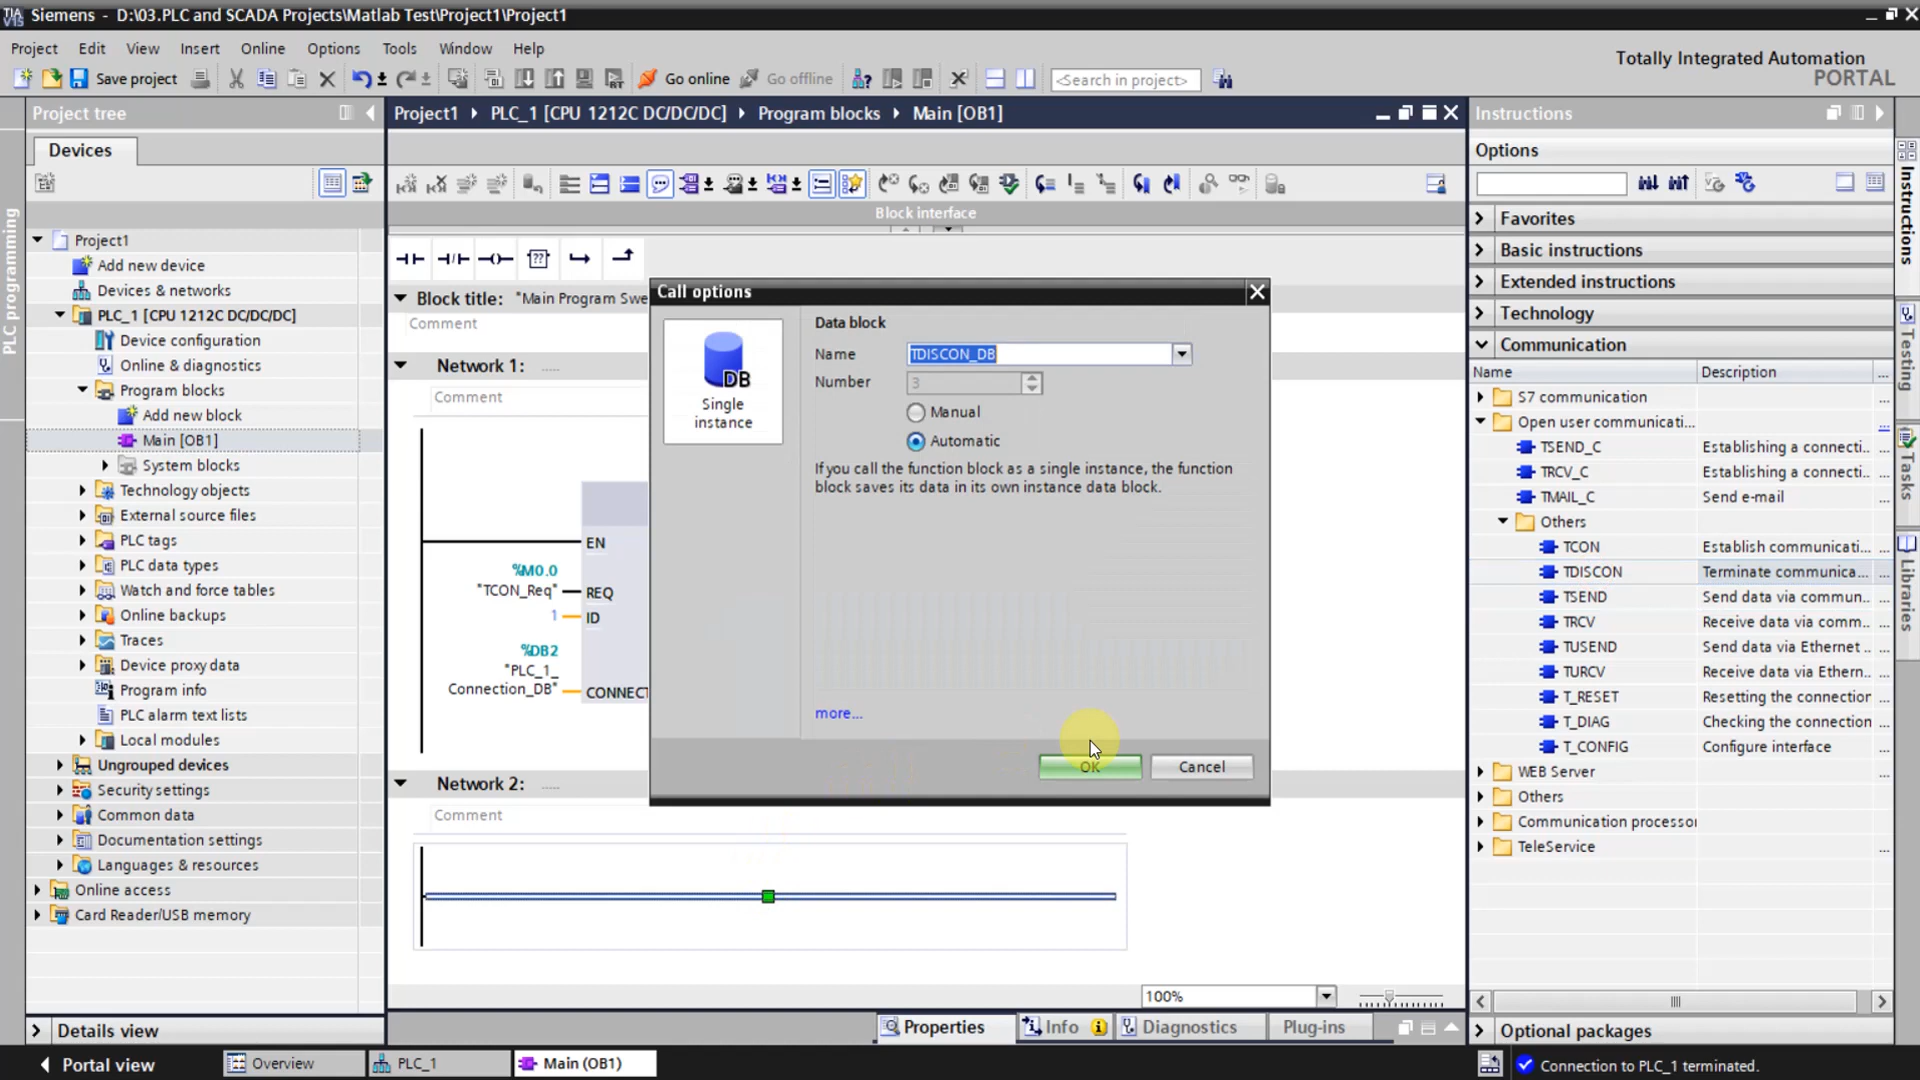 Siemens - D:\03.PLC and SCADA Projects\Matlab Test\Project1\Project1
Project Edit View Insert Online Options Tools Window Help
Totally Integrated Automation
PORTAL
Save project
Go online
Go offline
<Search in project>
Project tree
Devices
PLC programming
Project1
Add new device
Devices & networks
PLC_1 [CPU 1212C DC/DC/DC]
Device configuration
Online & diagnostics
Program blocks
Add new block
Main [OB1]
System blocks
Technology objects
External source files
PLC tags
PLC data types
Watch and force tables
Online backups
Traces
Device proxy data
Program info
PLC alarm text lists
Local modules
Ungrouped devices
Security settings
Common data
Documentation settings
Languages & resources
Online access
Card Reader/USB memory
Details view
Project1 PLC_1 [CPU 1212C DC/DC/DC] Program blocks Main [OB1]
Block interface
??
Block title: "Main Program Swe
Comment
Network 1: .....
Comment
EN
%M0.0
"TCON_Req"
REQ
1
ID
%DB2
"PLC_1_
Connection_DB"
CONNECT
Network 2: .....
Comment
100%
Call options
DB
Single
instance
Data block
Name
TDISCON_DB
Number
3
Manual
Automatic
If you call the function block as a single instance, the function
block saves its data in its own instance data block.
more...
OK
Cancel
Properties
Info
Diagnostics
Plug-ins
Instructions
Options
Favorites
Basic instructions
Extended instructions
Technology
Communication
Name Description ...
S7 communication ...
Open user communicati... ...
TSEND_C Establishing a connecti.. ...
TRCV_C Establishing a connecti.. ...
TMAIL_C Send e-mail ...
Others
TCON Establish communicati... ...
TDISCON Terminate communica... ...
TSEND Send data via commun.. ...
TRCV Receive data via comm... ...
TUSEND Send data via Ethernet .. ...
TURCV Receive data via Ethern.. ...
T_RESET Resetting the connection ...
T_DIAG Checking the connection ...
T_CONFIG Configure interface ...
WEB Server ...
Others ...
Communication processor ...
TeleService ...
Optional packages
Instructions
Testing
Tasks
Libraries
Portal view
Overview
PLC_1
Main (OB1)
Connection to PLC_1 terminated.